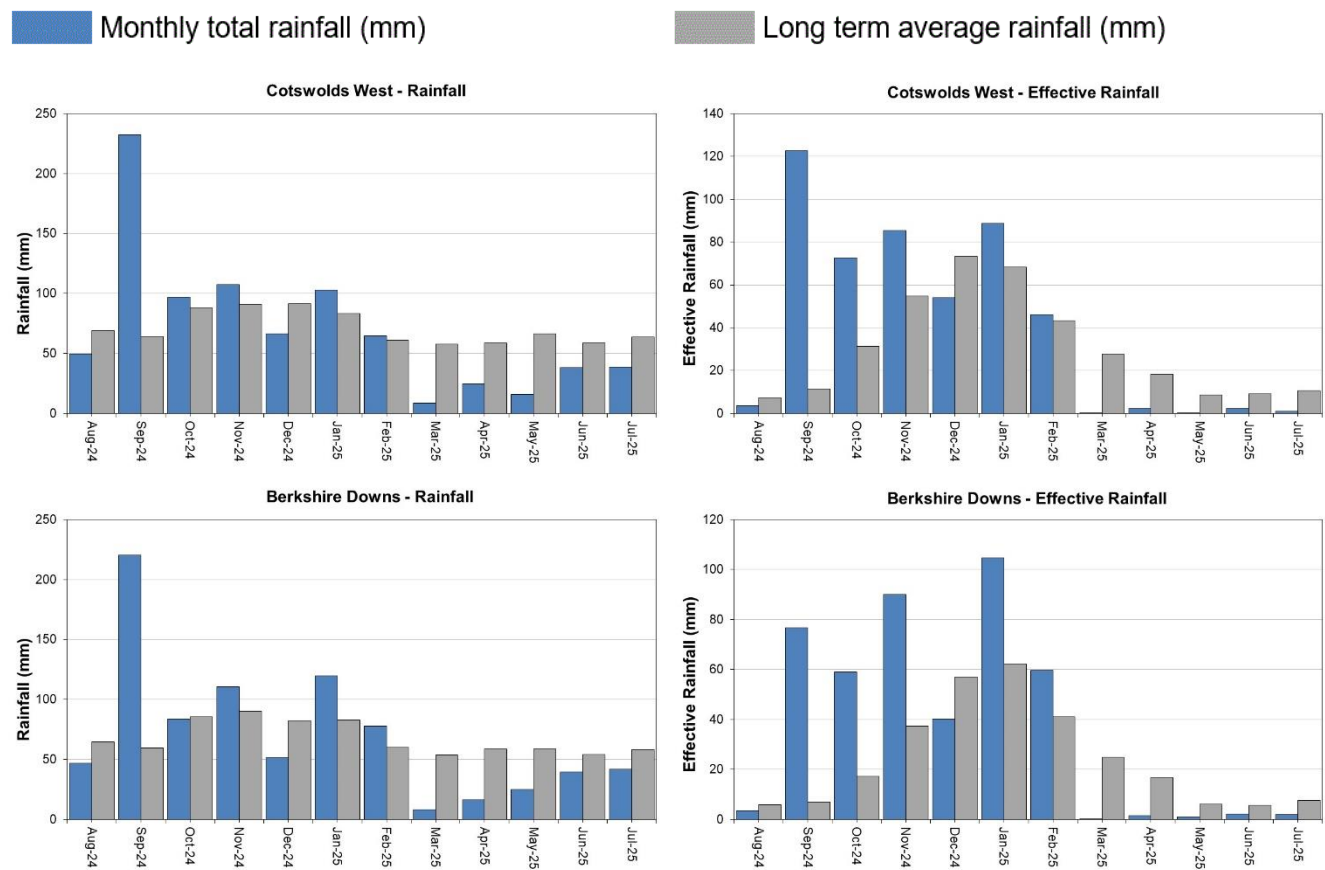 Monthly total rainfall (mm)
Long term average rainfall (mm)
Cotswolds West - Rainfall
Rainfall (mm)
250
200
150
100
50
0
Aug-24
Sep-24
Oct-24
Nov-24
Dec-24
Jan-25
Feb-25
Mar-25
Apr-25
May-25
Jun-25
Jul-25
Cotswolds West - Effective Rainfall
Effective Rainfall (mm)
140
120
100
80
60
40
20
0
Aug-24
Sep-24
Oct-24
Nov-24
Dec-24
Jan-25
Feb-25
Mar-25
Apr-25
May-25
Jun-25
Jul-25
Berkshire Downs - Rainfall
Rainfall (mm)
250
200
150
100
50
0
Aug-24
Sep-24
Oct-24
Nov-24
Dec-24
Jan-25
Feb-25
Mar-25
Apr-25
May-25
Jun-25
Jul-25
Berkshire Downs - Effective Rainfall
Effective Rainfall (mm)
120
100
80
60
40
20
0
Aug-24
Sep-24
Oct-24
Nov-24
Dec-24
Jan-25
Feb-25
Mar-25
Apr-25
May-25
Jun-25
Jul-25